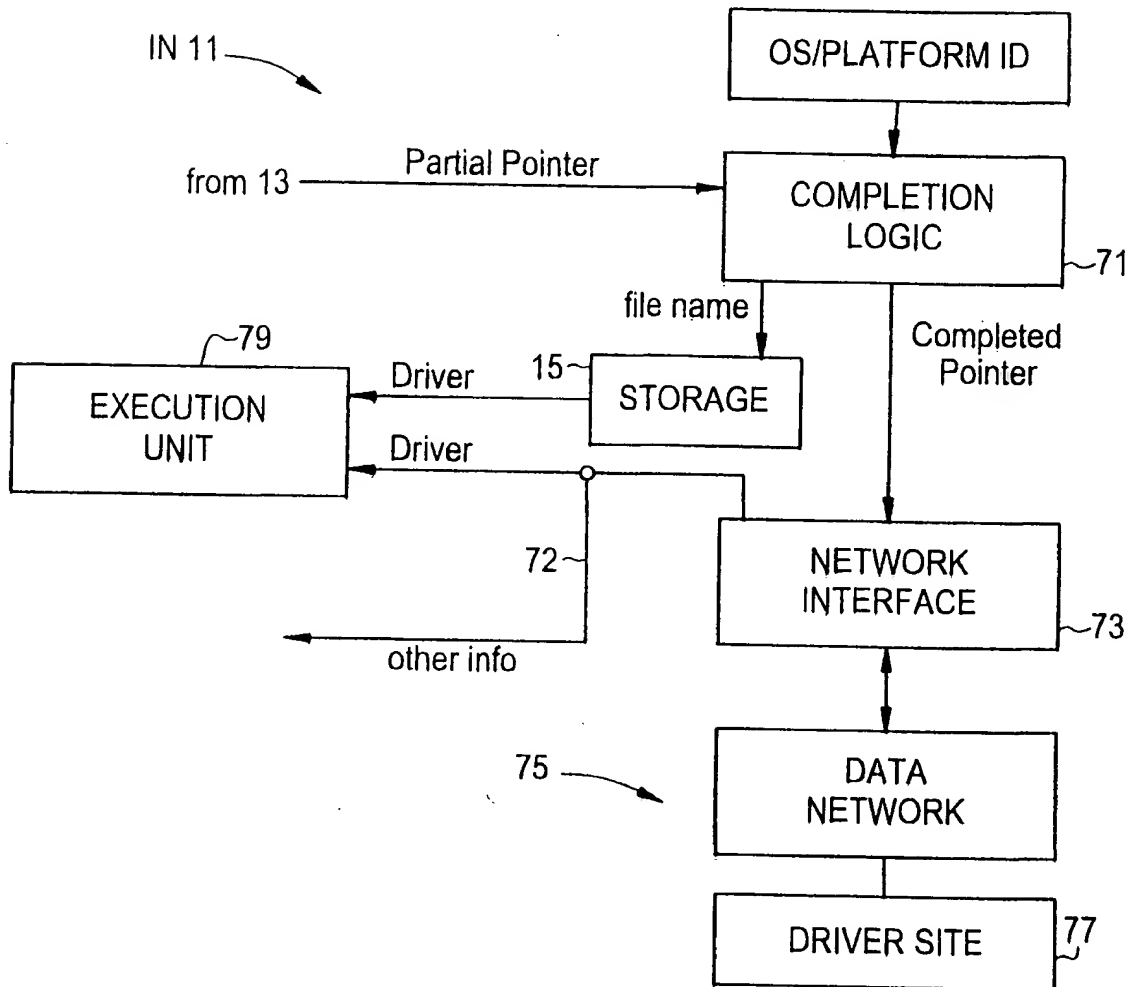 IN 11
OS/PLATFORM ID
from 13
Partial Pointer
COMPLETION
LOGIC
71
file name
Completed
Pointer
79
EXECUTION
UNIT
Driver
15
STORAGE
Driver
72
NETWORK
INTERFACE
73
other info
75
DATA
NETWORK
DRIVER SITE
77